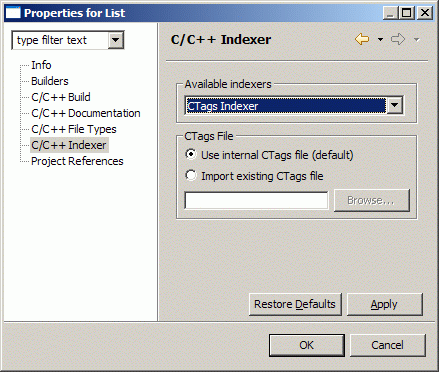 Properties for List
type filter text
Info
Builders
C/C++ Build
C/C++ Documentation
C/C++ File Types
C/C++ Indexer
Project References
C/C++ Indexer
Available indexers
CTags Indexer
CTags File
Use internal CTags file (default)
Import existing CTags file
Browse...
Restore Defaults
Apply
OK
Cancel